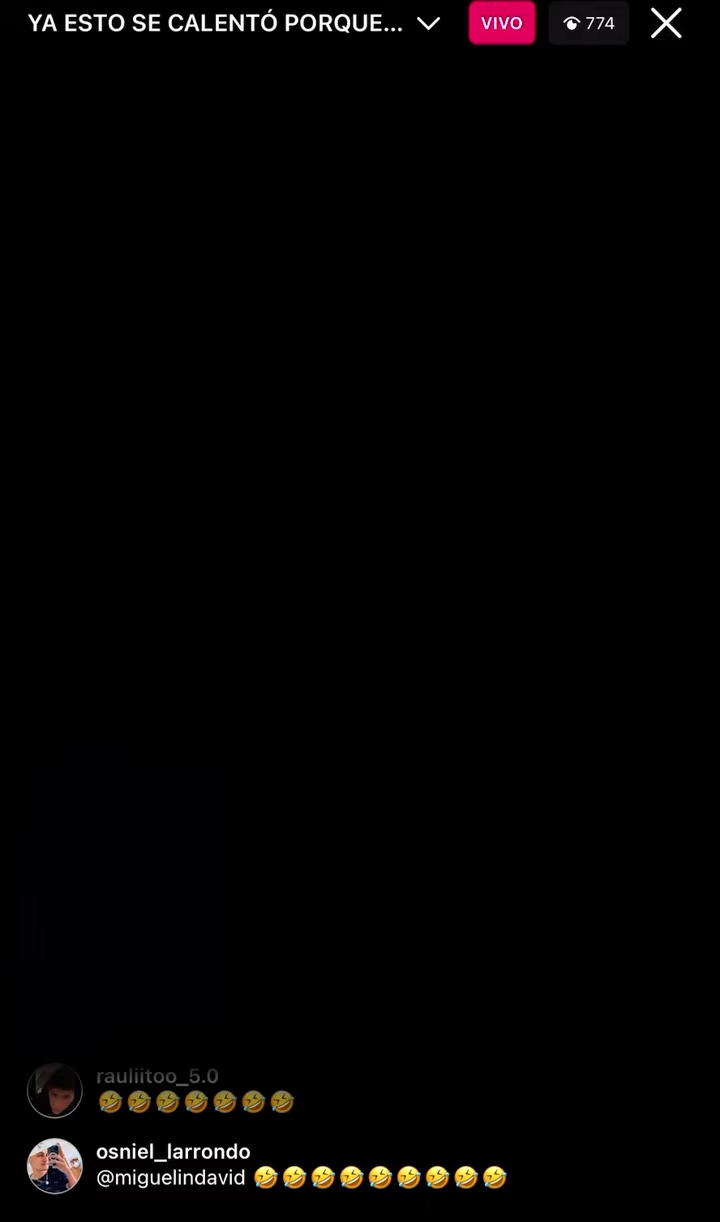 YA ESTO SE CALENTÓ PORQUE... VIVO 774
rauliitoo_5.0
🤣🤣🤣🤣🤣🤣🤣
osniel_larrondo
@miguelindavid 🤣🤣🤣🤣🤣🤣🤣🤣🤣